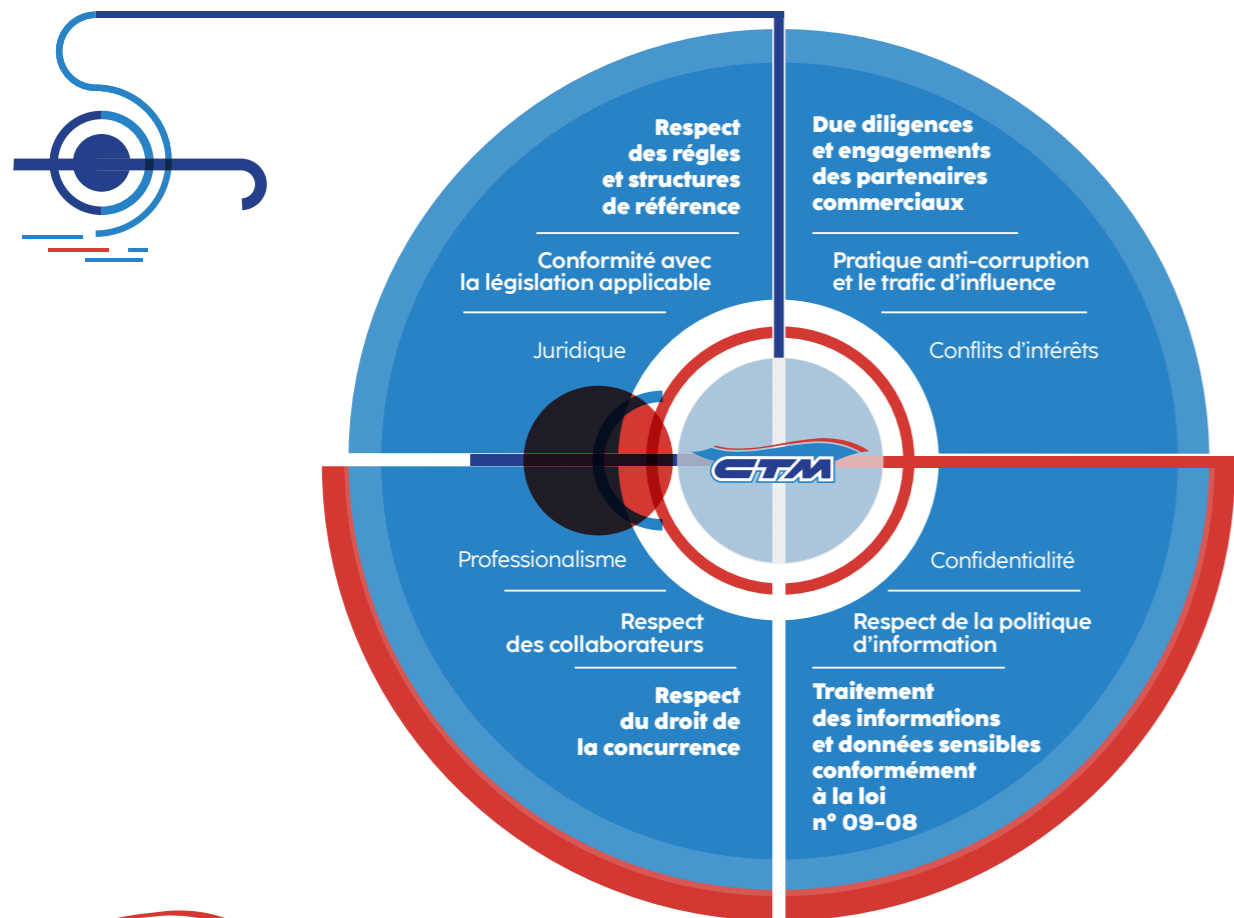 Respect
des régles
et structures
de référence
Conformité avec
la législation applicable
Juridique
Due diligences
et engagements
des partenaires
commerciaux
Pratique anti-corruption
et le trafic d'influence
Conflits d'intérêts
CTM
Professionalisme
Respect
des collaborateurs
Respect
du droit de
la concurrence
Confidentialité
Respect de la politique
d'information
Traitement
des informations
et données sensibles
conformément
à la loi
n° 09-08